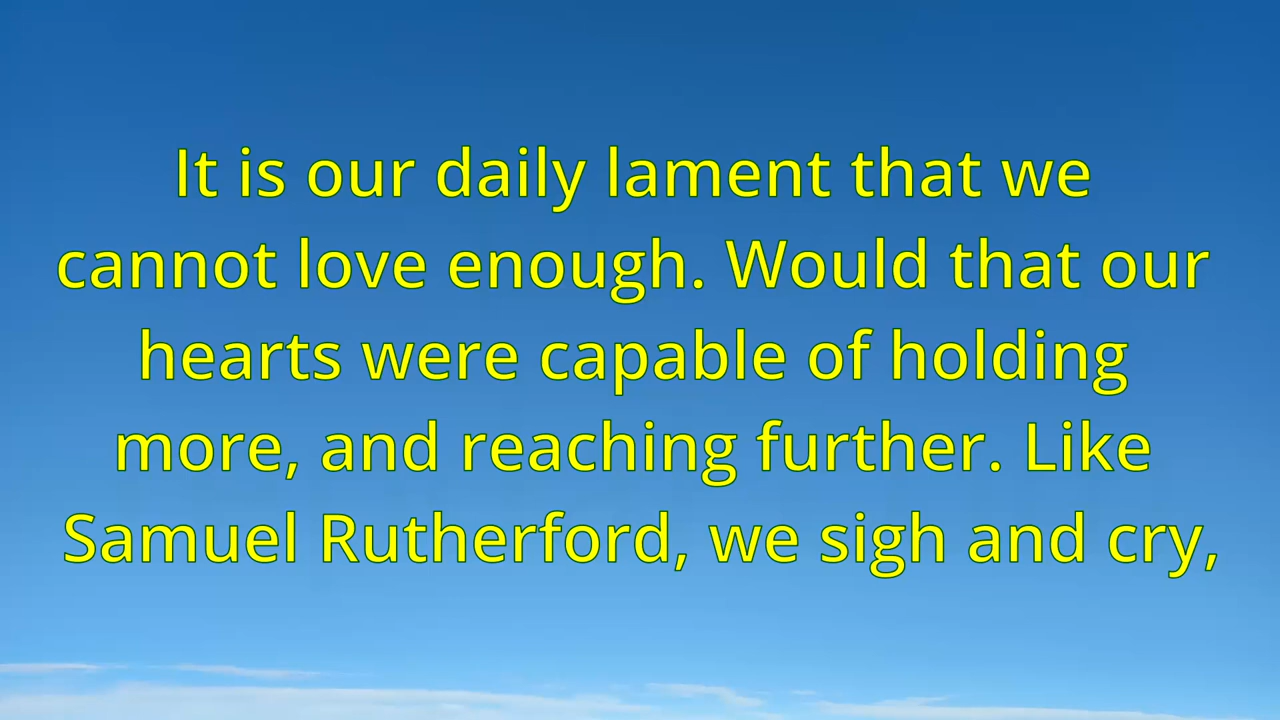 It is our daily lament that we
cannot love enough. Would that our
hearts were capable of holding
more, and reaching further. Like
Samuel Rutherford, we sigh and cry,